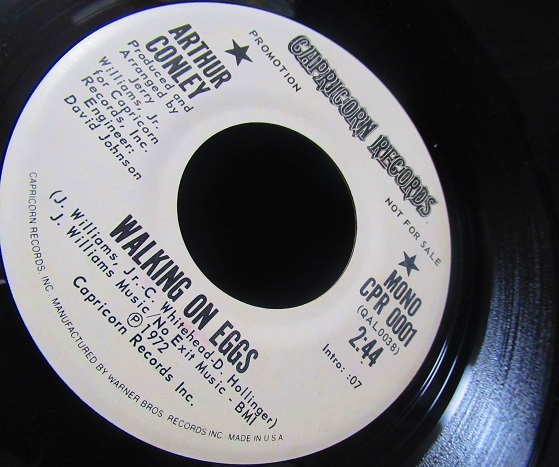 CAPRICORN RECORDS
PROMOTION
NOT FOR SALE
ARTHUR
CONLEY
Produced and
Arranged by
Jerry
Williams, Jr.
for Capricorn
Records, Inc.
Engineer:
David Johnson
MONO
CPR 0001
(QAL0038)
2:44
Intro: :07
WALKING ON EGGS
(J. Williams, Jr.-C. Whitehead-D. Hollinger)
J. Williams Music/No Exit Music - BMI
℗ 1972
Capricorn Records Inc.
CAPRICORN RECORDS, INC. MANUFACTURED BY WARNER BROS. RECORDS INC · MADE IN U S A